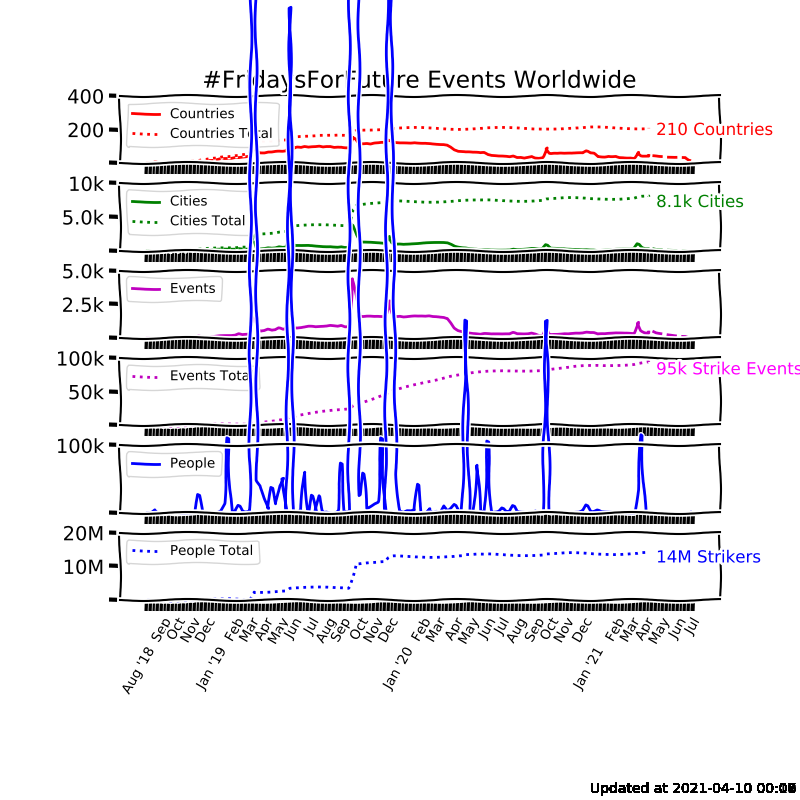 #FridaysForFuture Events Worldwide
400
200
Countries
Countries Total
210 Countries
10k
5.0k
Cities
Cities Total
8.1k Cities
5.0k
2.5k
Events
100k
50k
Events Total
95k Strike Events
100k
People
20M
10M
People Total
14M Strikers
Aug '18 Sep Oct Nov Dec Jan '19 Feb Mar Apr May Jun Jul Aug Sep Oct Nov Dec Jan '20 Feb Mar Apr May Jun Jul Aug Sep Oct Nov Dec Jan '21 Feb Mar Apr May Jun Jul
Updated at 2021-04-10